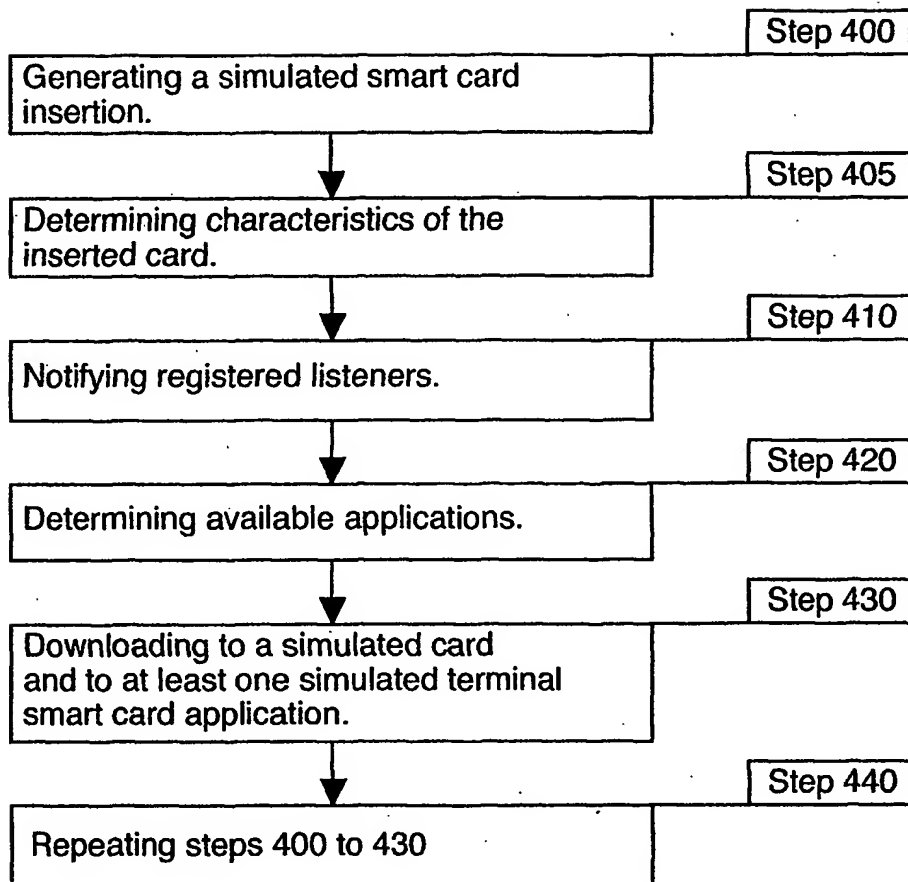 Step 400
Generating a simulated smart card
insertion.
Step 405
Determining characteristics of the
inserted card.
Step 410
Notifying registered listeners.
Step 420
Determining available applications.
Step 430
Downloading to a simulated card
and to at least one simulated terminal
smart card application.
Step 440
Repeating steps 400 to 430